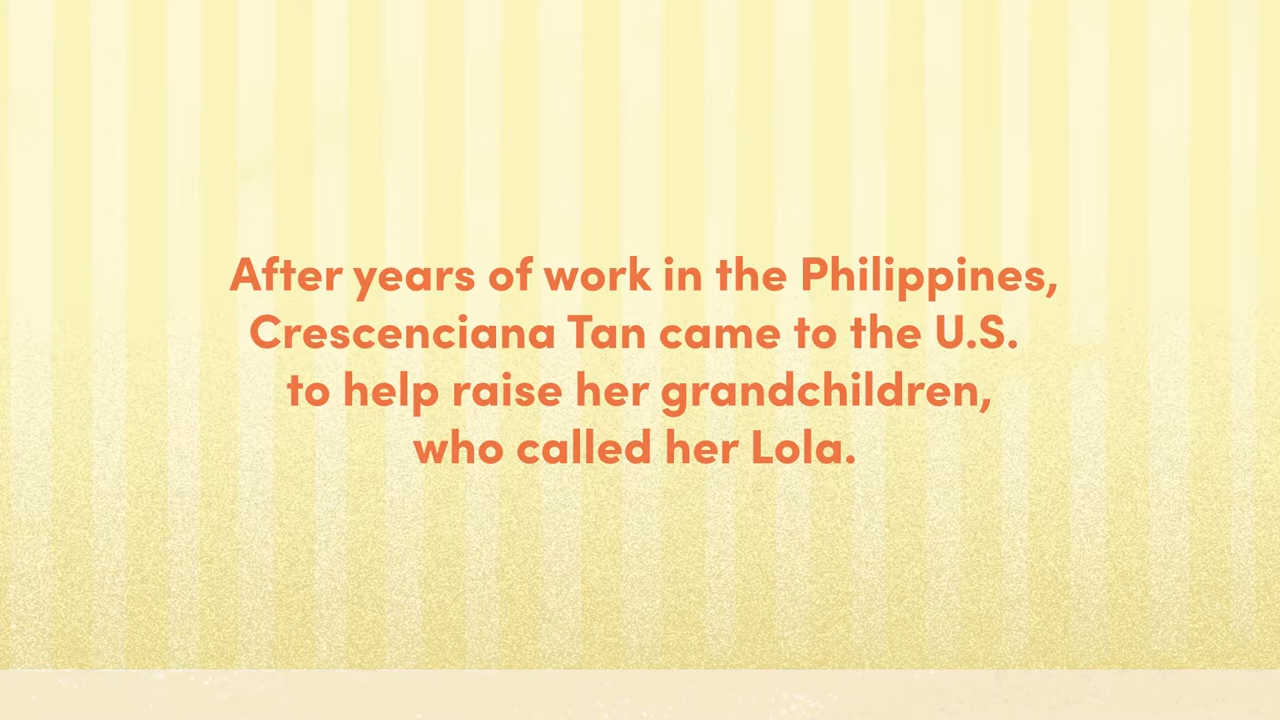 After years of work in the Philippines,
Crescenciana Tan came to the U.S.
to help raise her grandchildren,
who called her Lola.